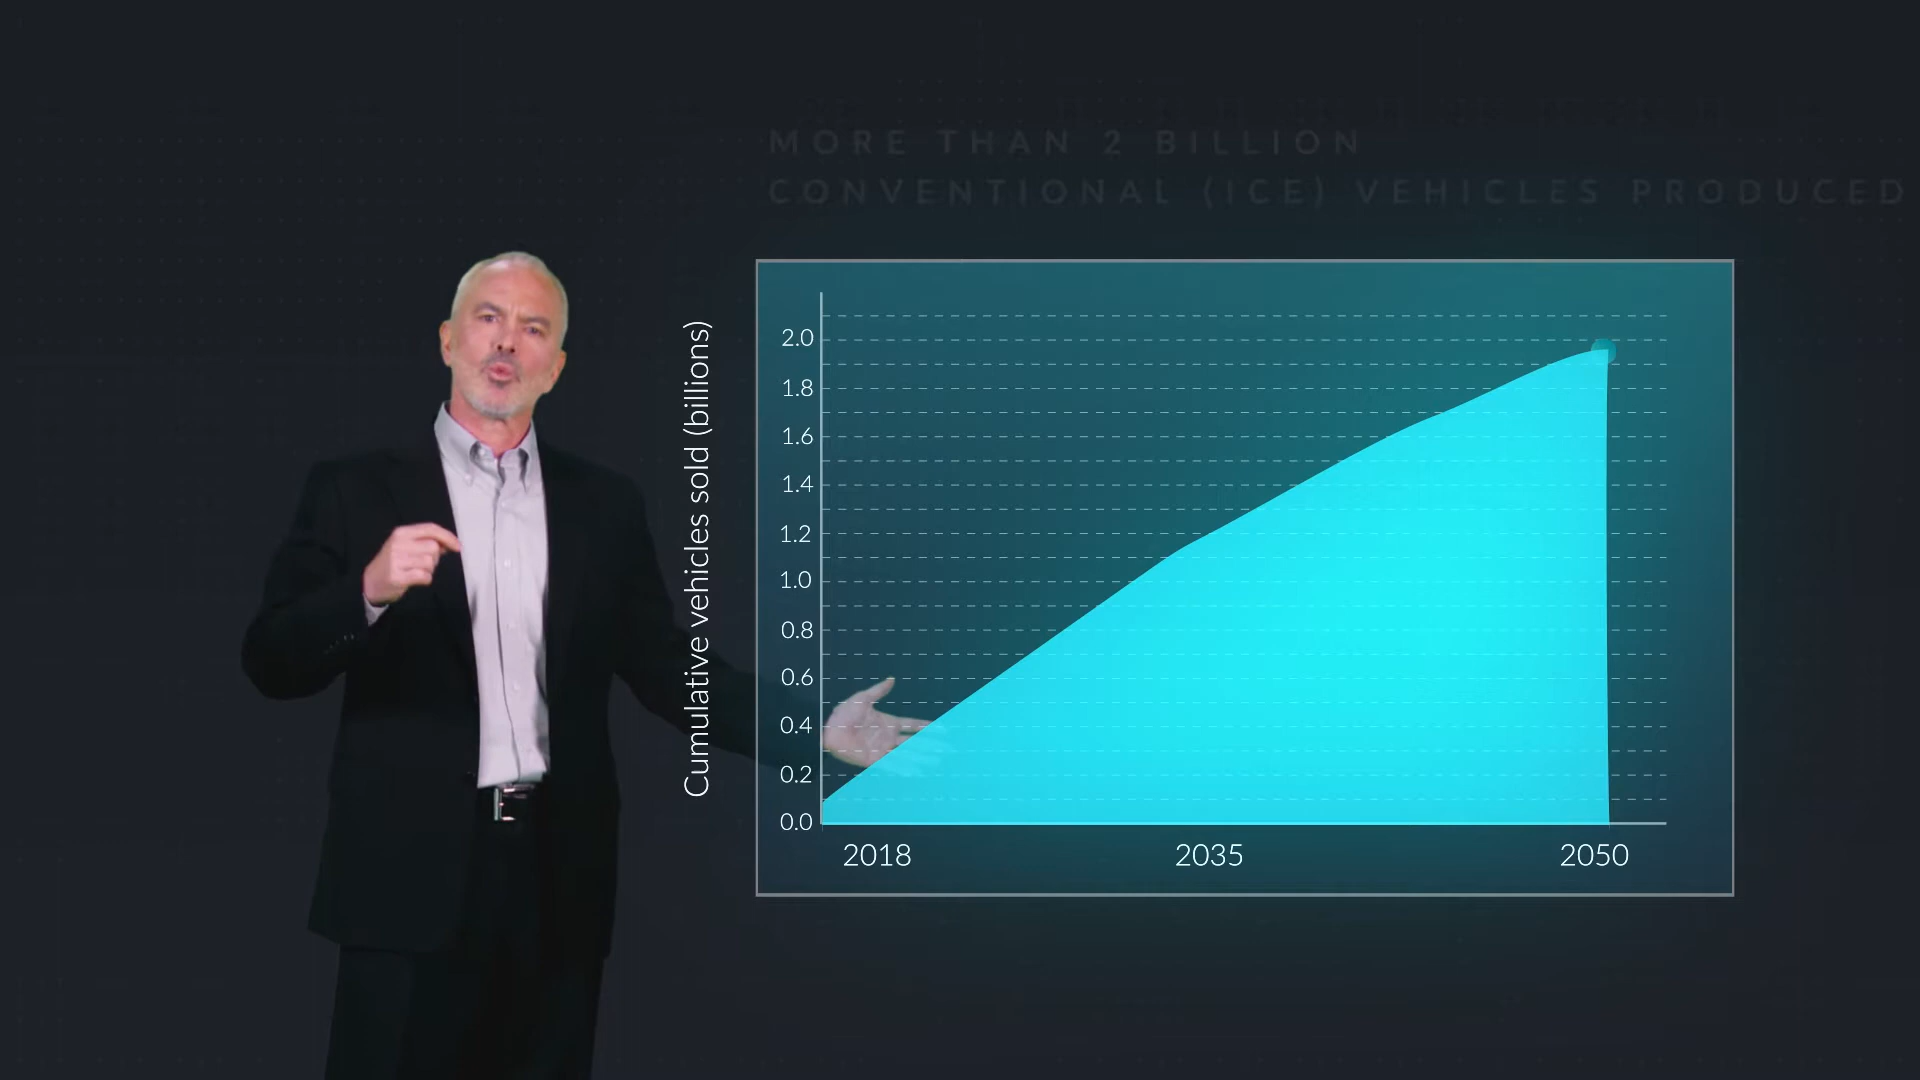 MORE THAN 2 BILLION
CONVENTIONAL (ICE) VEHICLES PRODUCED
Cumulative vehicles sold (billions)
2.0
1.8
1.6
1.4
1.2
1.0
0.8
0.6
0.4
0.2
0.0
2018 2035 2050